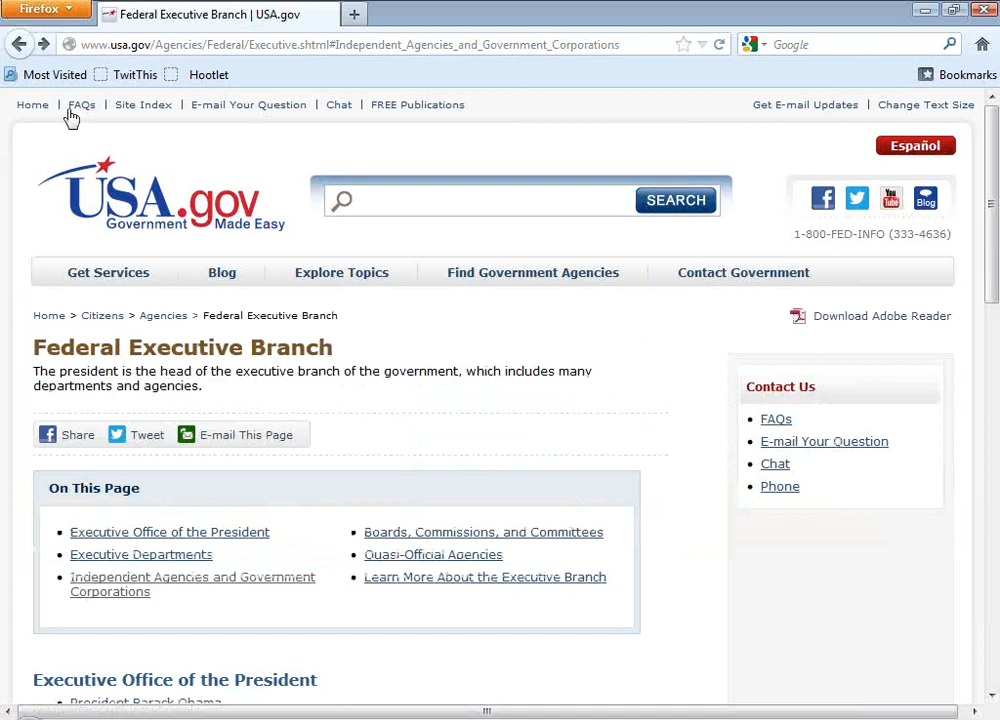 Firefox
Federal Executive Branch | USA.gov
www.usa.gov/Agencies/Federal/Executive.shtml#Independent_Agencies_and_Government_Corporations
Google
Most Visited TwitThis Hootlet Bookmarks
Home | FAQs | Site Index | E-mail Your Question | Chat | FREE Publications Get E-mail Updates | Change Text Size
Español
USA.gov
Government Made Easy
SEARCH
You Tube
Blog
1-800-FED-INFO (333-4636)
Get Services Blog Explore Topics Find Government Agencies Contact Government
Home > Citizens > Agencies > Federal Executive Branch
Download Adobe Reader
Federal Executive Branch
The president is the head of the executive branch of the government, which includes many
departments and agencies.
Share Tweet E-mail This Page
Contact Us
• FAQs
• E-mail Your Question
• Chat
• Phone
On This Page
• Executive Office of the President
• Executive Departments
• Independent Agencies and Government
Corporations
• Boards, Commissions, and Committees
• Quasi-Official Agencies
• Learn More About the Executive Branch
Executive Office of the President
• President Barack Obama